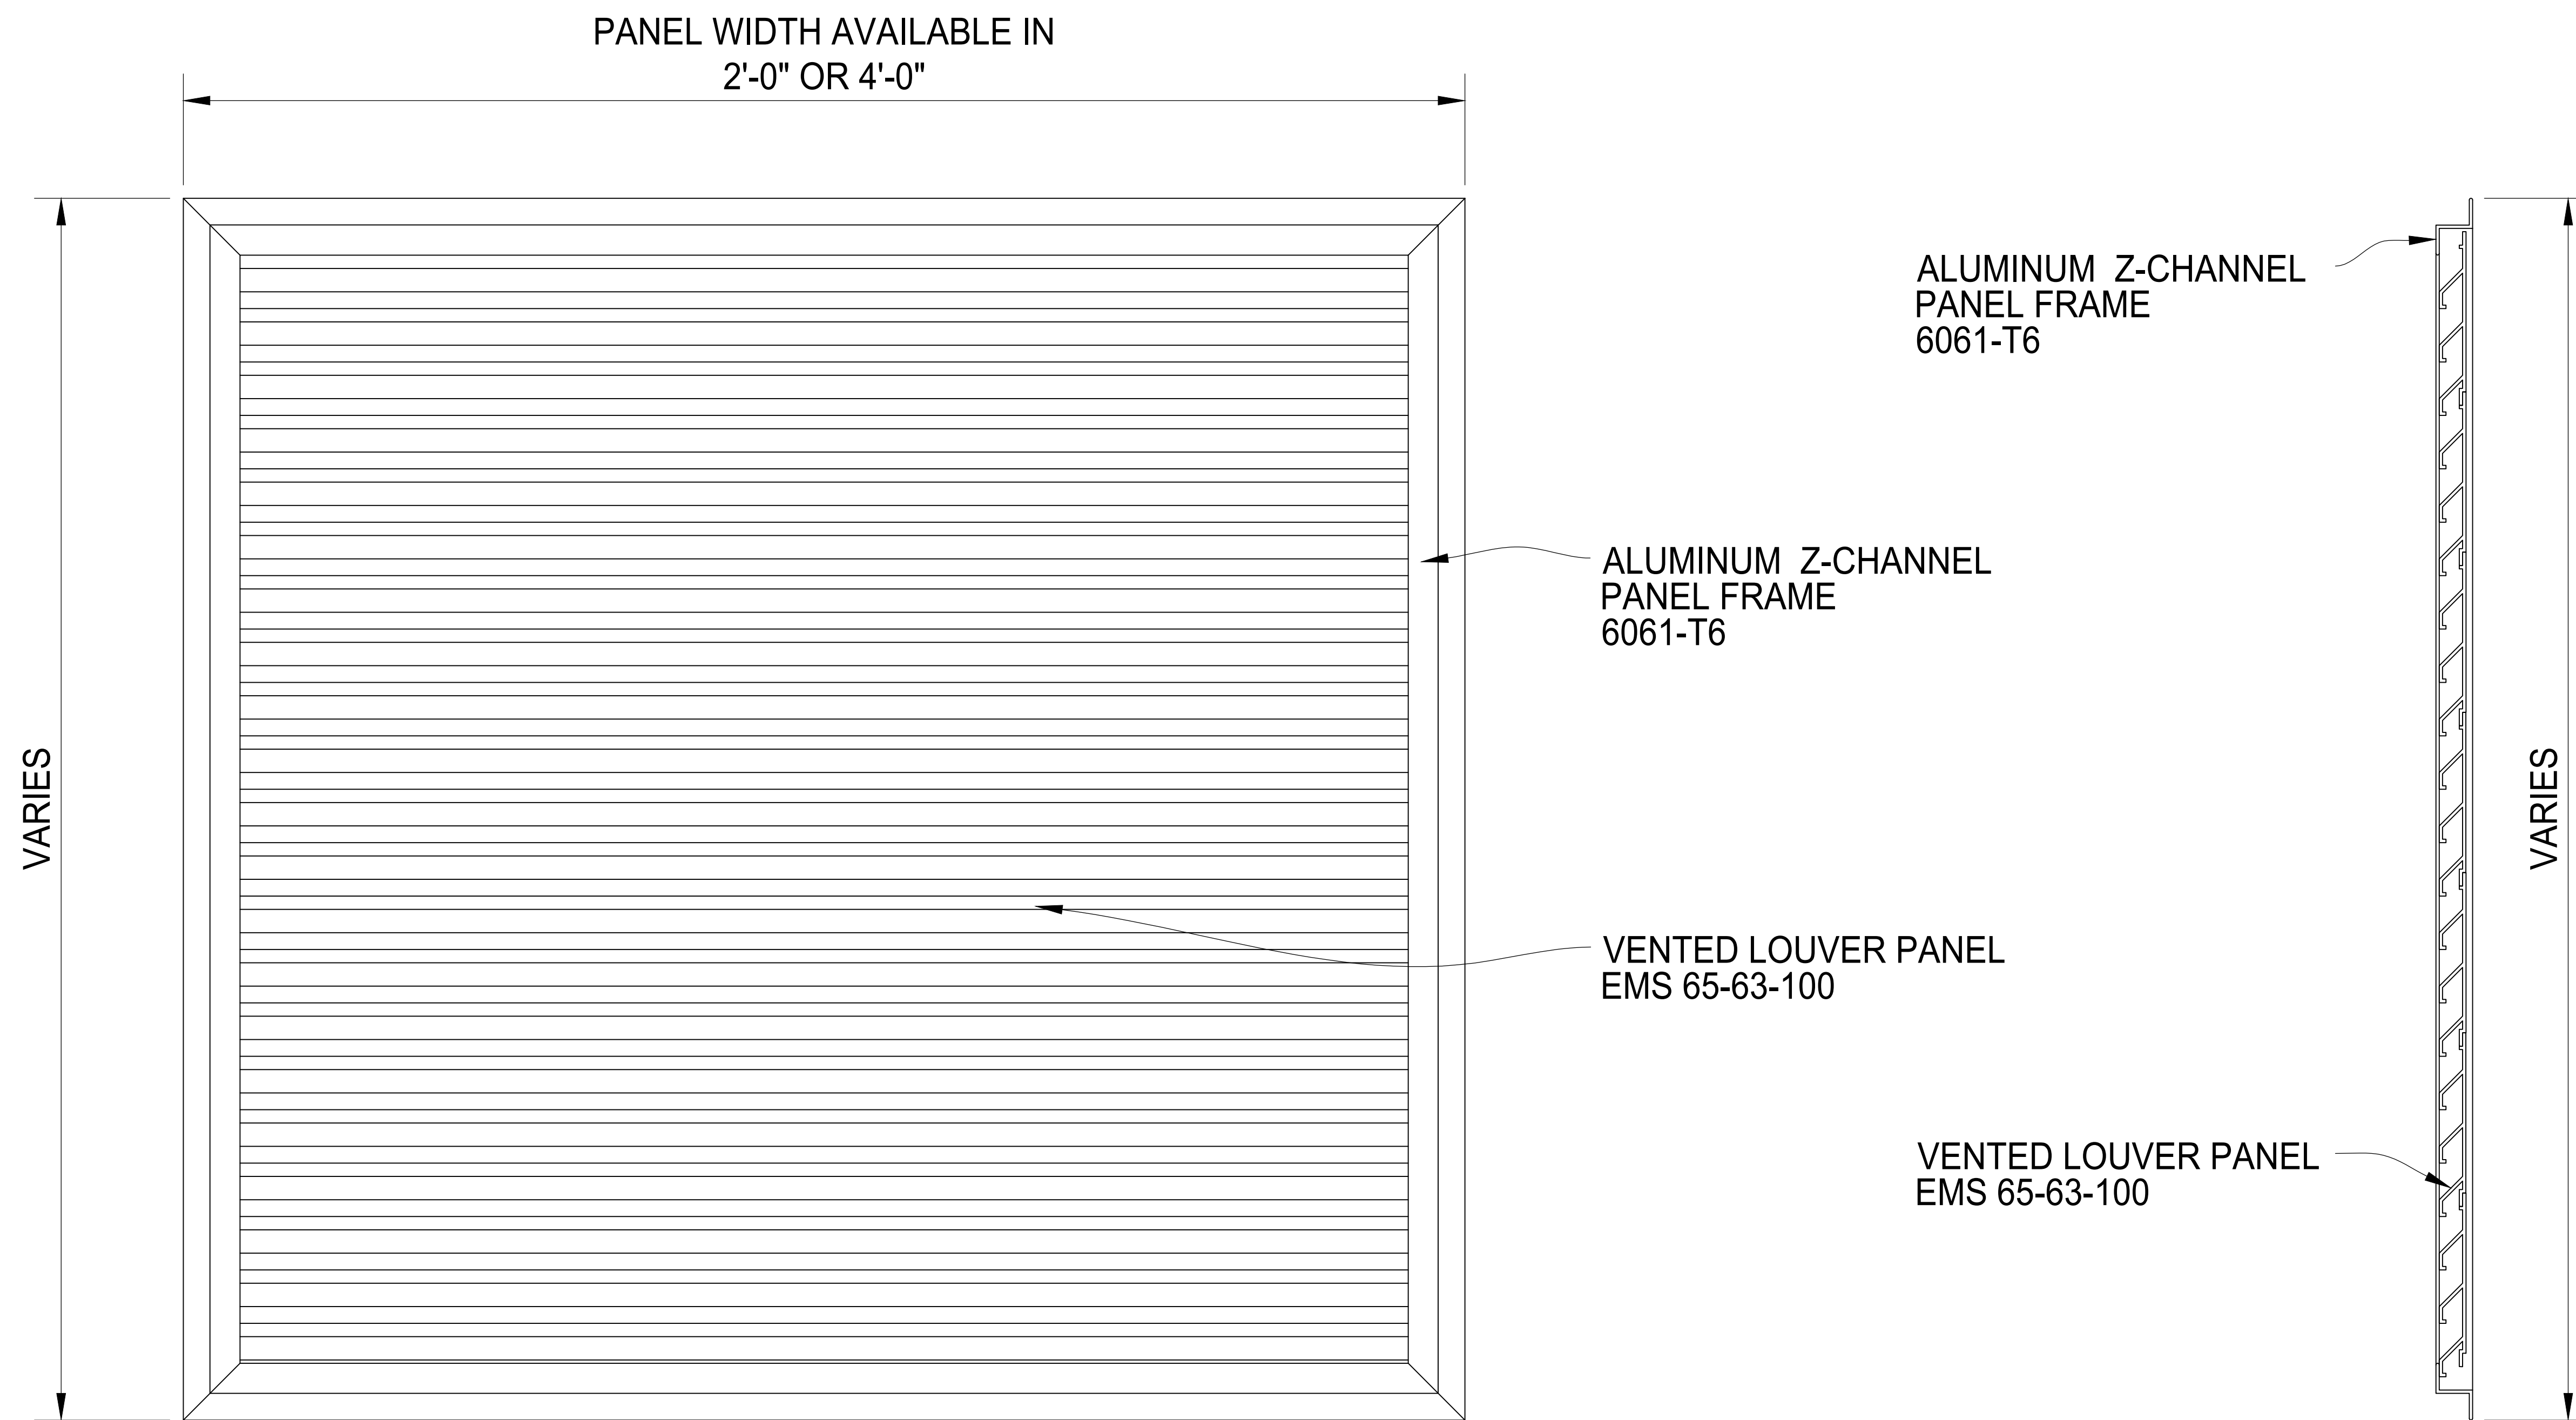 PANEL WIDTH AVAILABLE IN
2'-0" OR 4'-0"
VARIES
ALUMINUM Z-CHANNEL
PANEL FRAME
6061-T6
VENTED LOUVER PANEL
EMS 65-63-100
ALUMINUM Z-CHANNEL
PANEL FRAME
6061-T6
VENTED LOUVER PANEL
EMS 65-63-100
VARIES